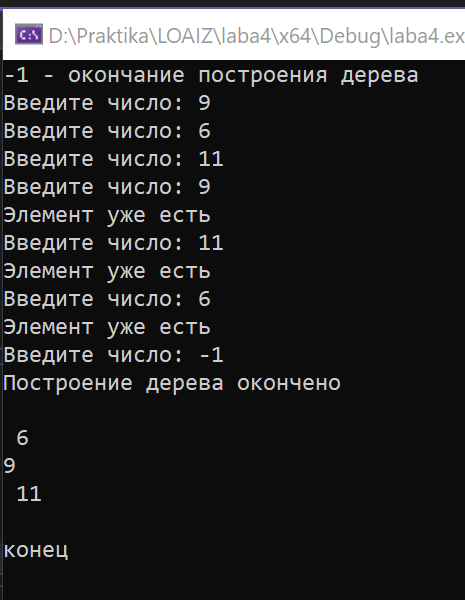 D:\Praktika\LOAIZ\laba4\x64\Debug\laba4.ex
-1 - окончание построения дерева
Введите число: 9
Введите число: 6
Введите число: 11
Введите число: 9
Элемент уже есть
Введите число: 11
Элемент уже есть
Введите число: 6
Элемент уже есть
Введите число: -1
Построение дерева окончено
6
9
11
конец